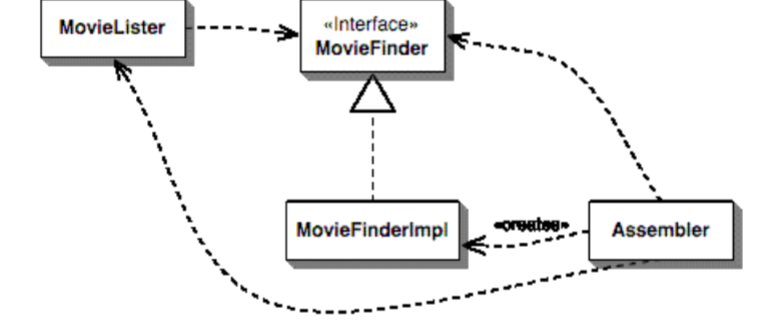 MovieLister
«Interface»
MovieFinder
MovieFinderImpl
«creates»
Assembler